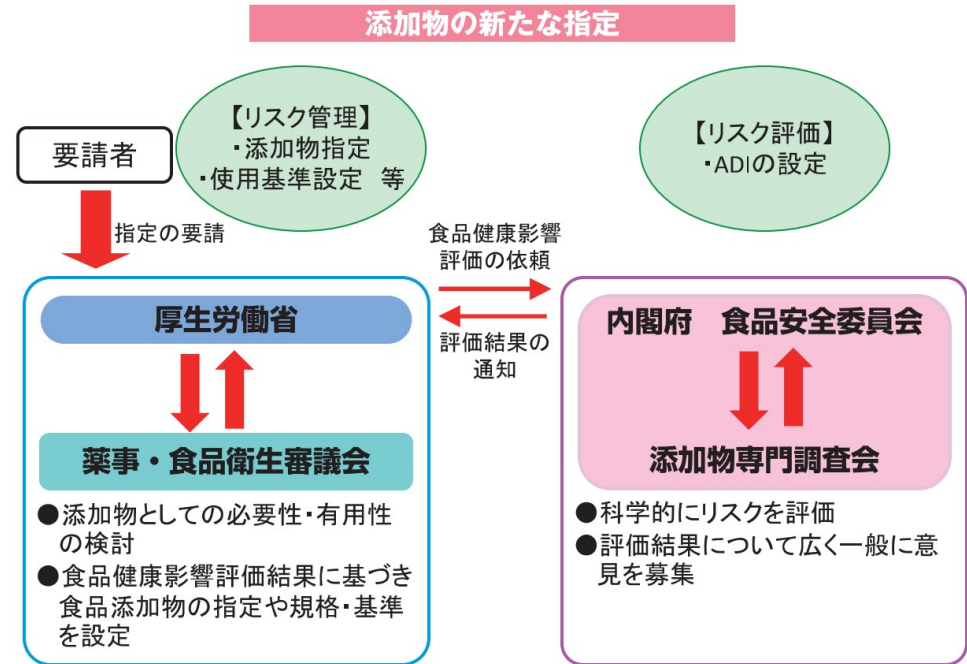 添加物の新たな指定
要請者
【リスク管理】
・添加物指定
・使用基準設定 等
【リスク評価】
・ADIの設定
指定の要請
食品健康影響
評価の依頼
評価結果の
通知
厚生労働省
薬事・食品衛生審議会
●添加物としての必要性・有用性
の検討
●食品健康影響評価結果に基づき
食品添加物の指定や規格・基準
を設定
内閣府 食品安全委員会
添加物専門調査会
●科学的にリスクを評価
●評価結果について広く一般に意
見を募集